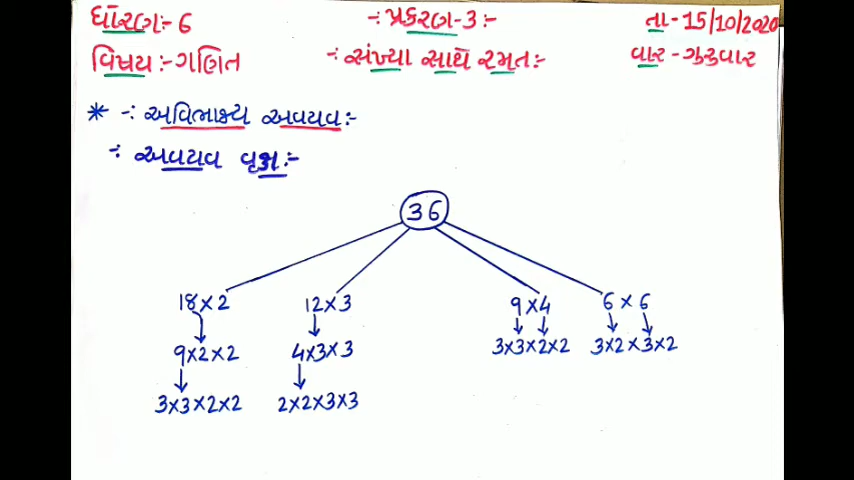 ધોરણઃ- 6 -ઃ પ્રકરણ-3ઃ- તા-15/10/2020
વિષયઃ-ગણિત -ઃ સંખ્યા સાથે રમતઃ- વાર-ગુરુવાર
* -ઃ અવિભાજ્ય અવયવઃ-
-ઃ અવયવ વૃક્ષઃ-
36
18×2 12×3 9×4 6×6
9×2×2 4×3×3 3×3×2×2 3×2×3×2
3×3×2×2 2×2×3×3